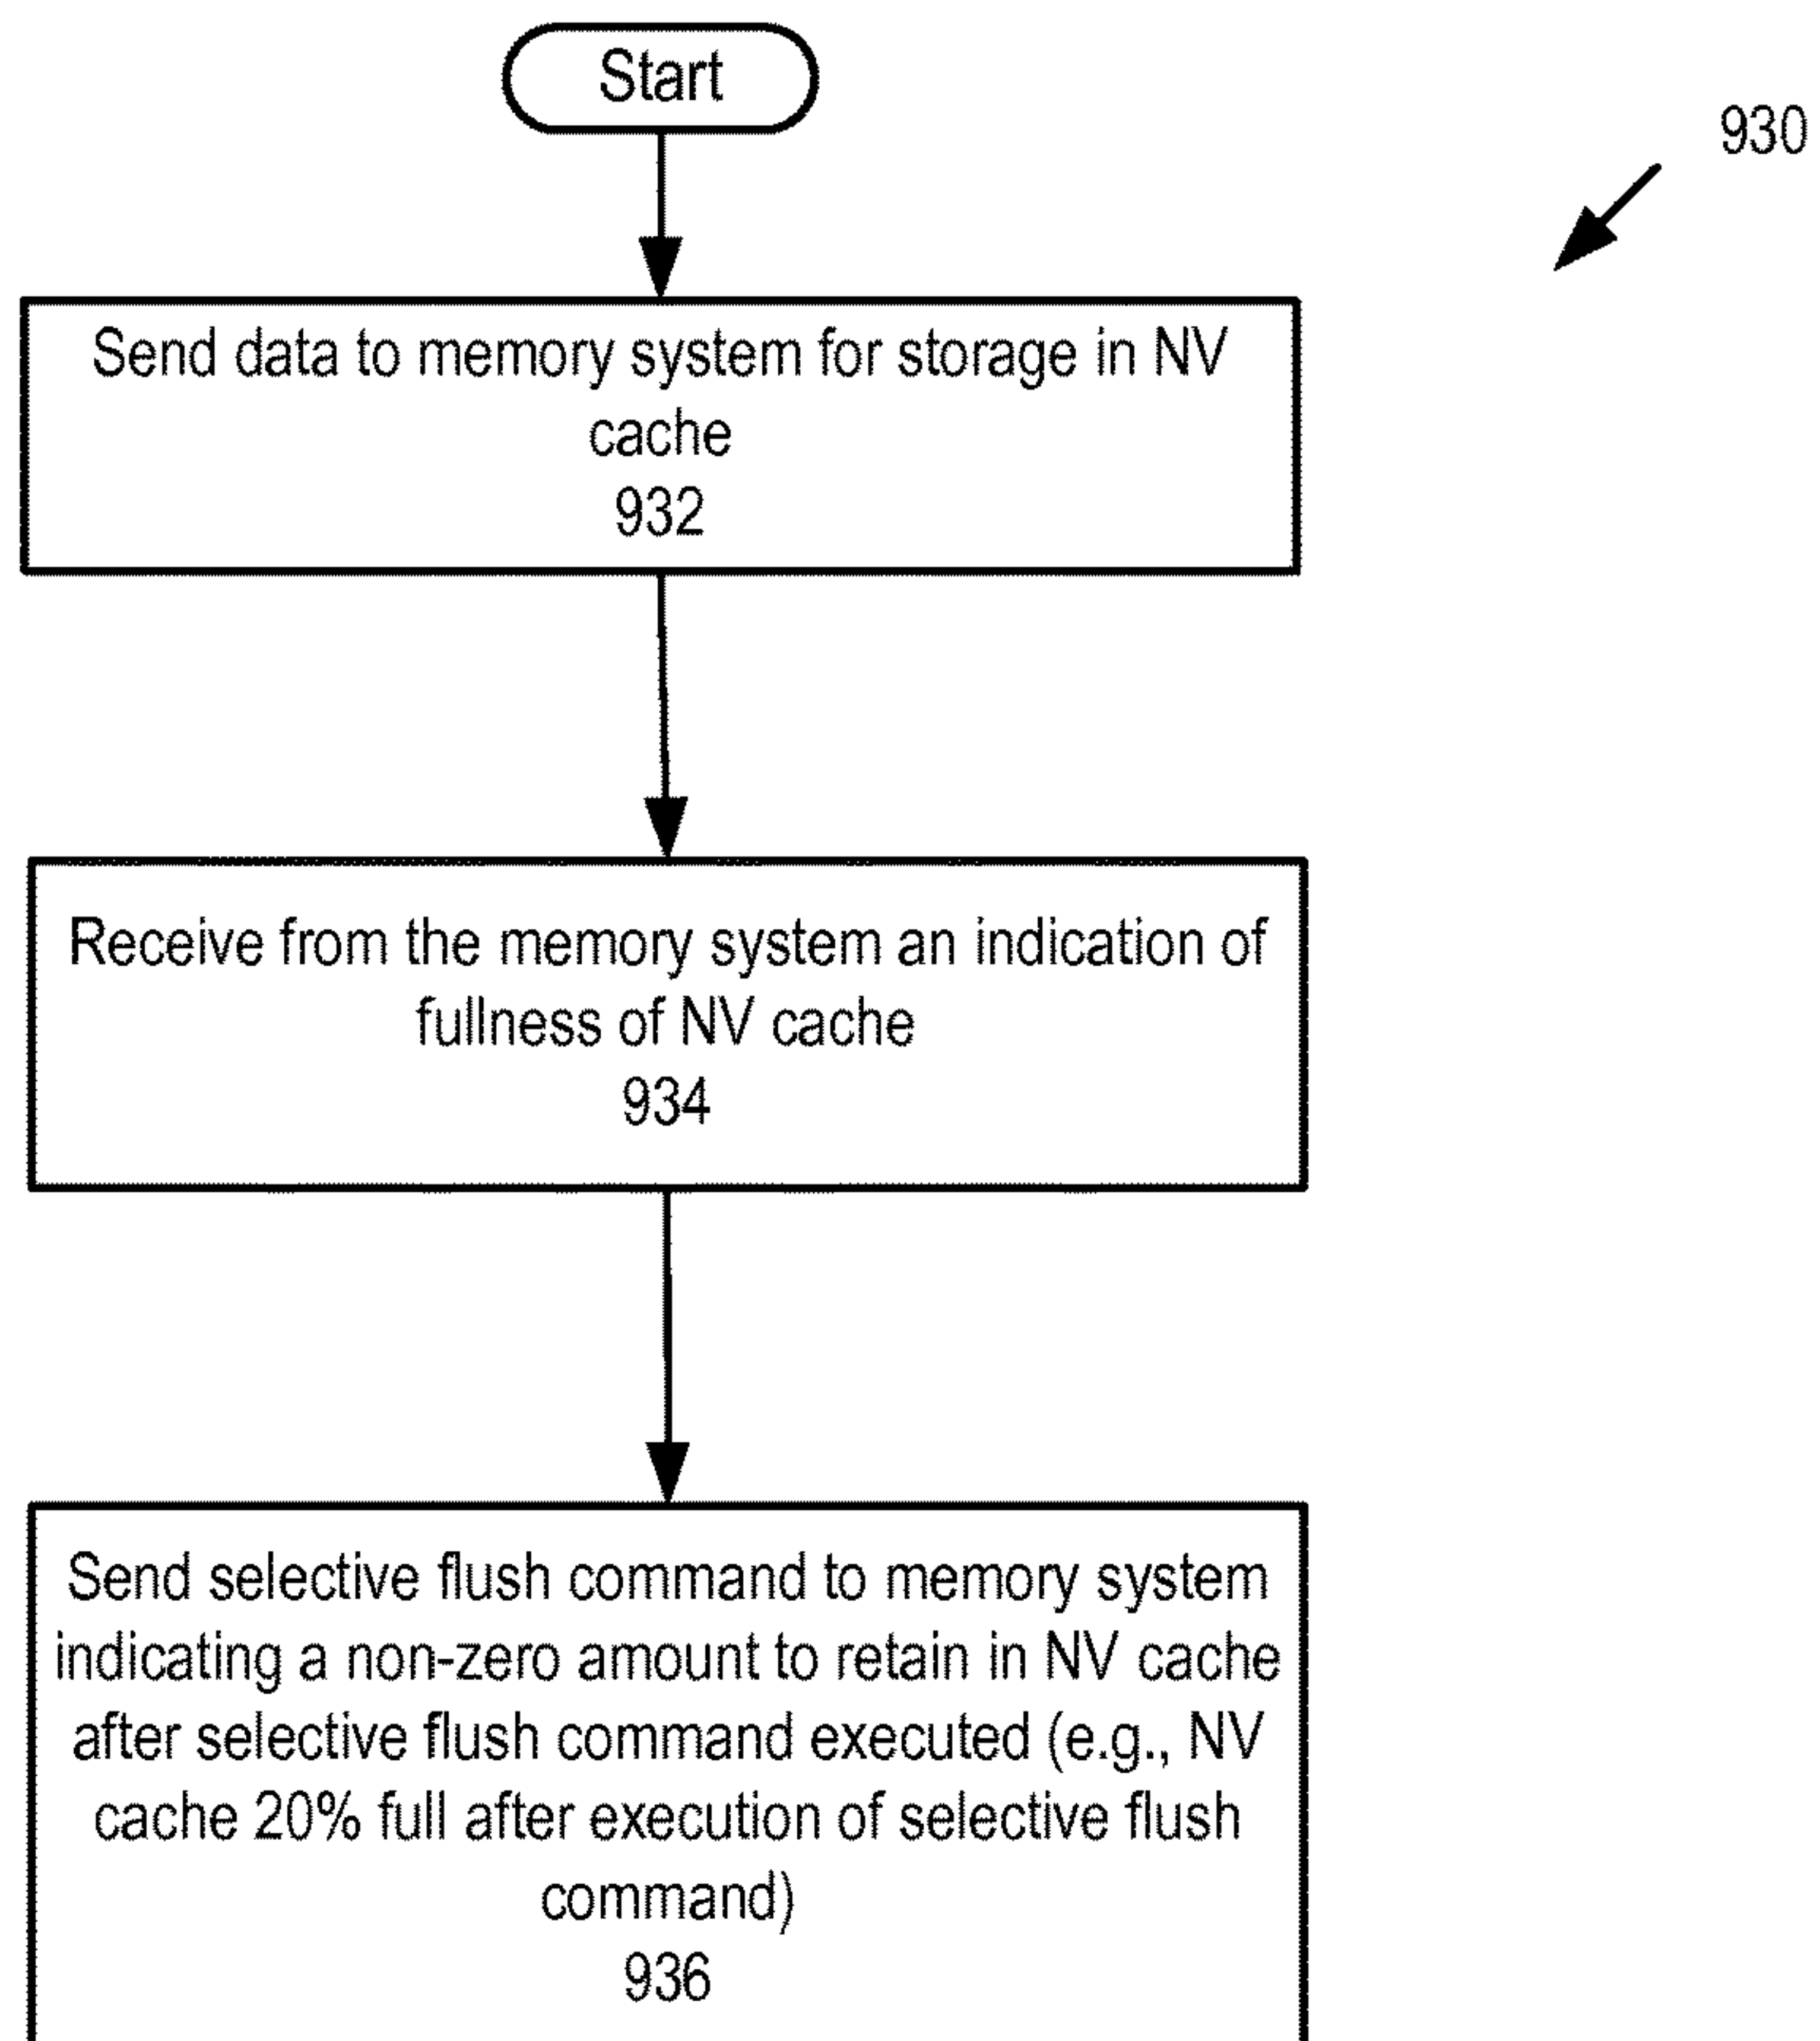 Start
930
Send data to memory system for storage in NV
cache
932
Receive from the memory system an indication of
fullness of NV cache
934
Send selective flush command to memory system
indicating a non-zero amount to retain in NV cache
after selective flush command executed (e.g., NV
cache 20% full after execution of selective flush
command)
936